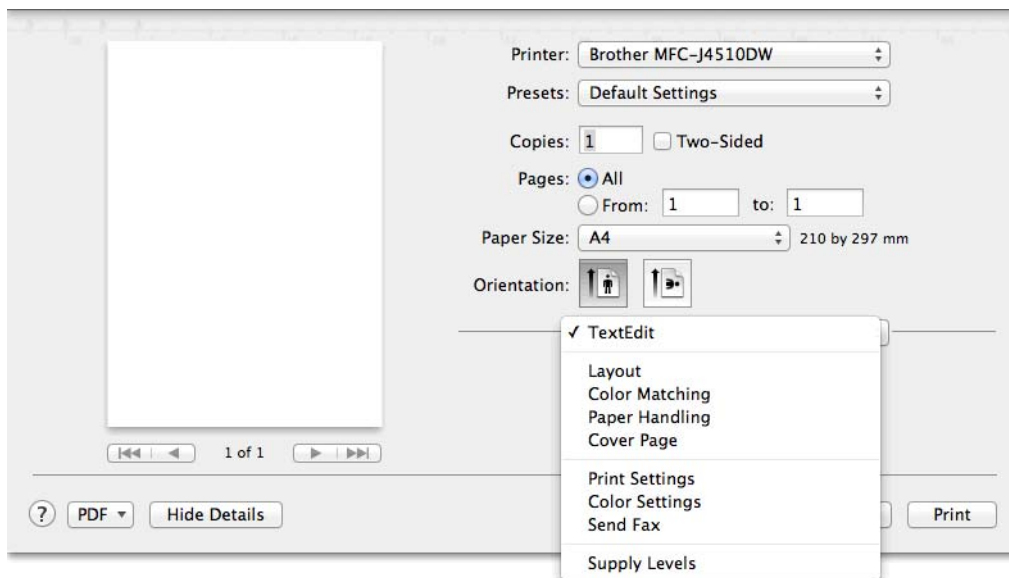 Printer: Brother MFC-J4510DW
Presets: Default Settings
Copies: 1 Two-Sided
Pages: All
From: 1 to: 1
Paper Size: A4 210 by 297 mm
Orientation:
✓ TextEdit
Layout
Color Matching
Paper Handling
Cover Page
1 of 1
Print Settings
Color Settings
Send Fax
? PDF Hide Details Print
Supply Levels